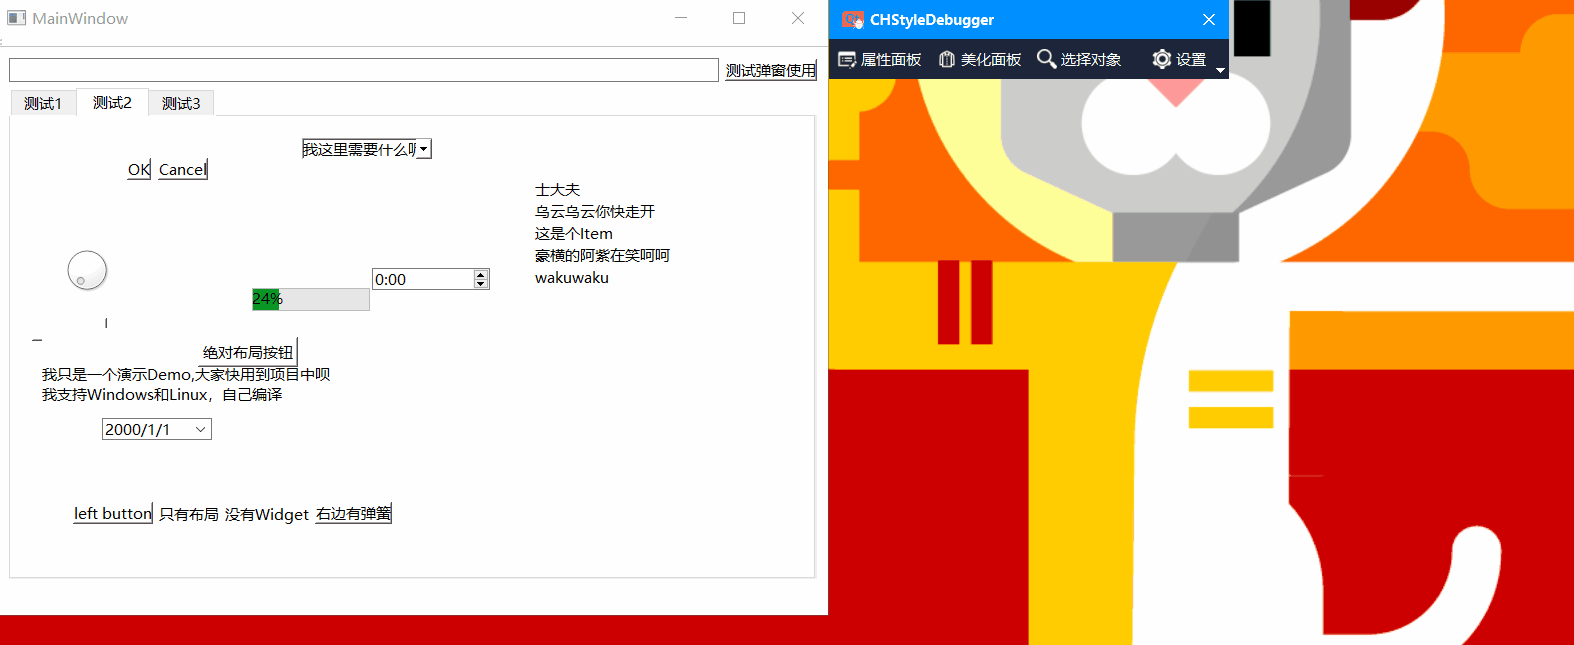 MainWindow
CHStyleDebugger
属性面板 美化面板 选择对象 设置
测试弹窗使用
测试1 测试2 测试3
我这里需要什么
OK Cancel
士大夫
乌云乌云你快走开
这是个Item
豪横的阿紫在笑呵呵
wakuwaku
0:00
24%
绝对布局按钮
我只是一个演示Demo,大家快用到项目中呗
我支持Windows和Linux，自己编译
2000/1/1
left button 只有布局 没有Widget 右边有弹簧